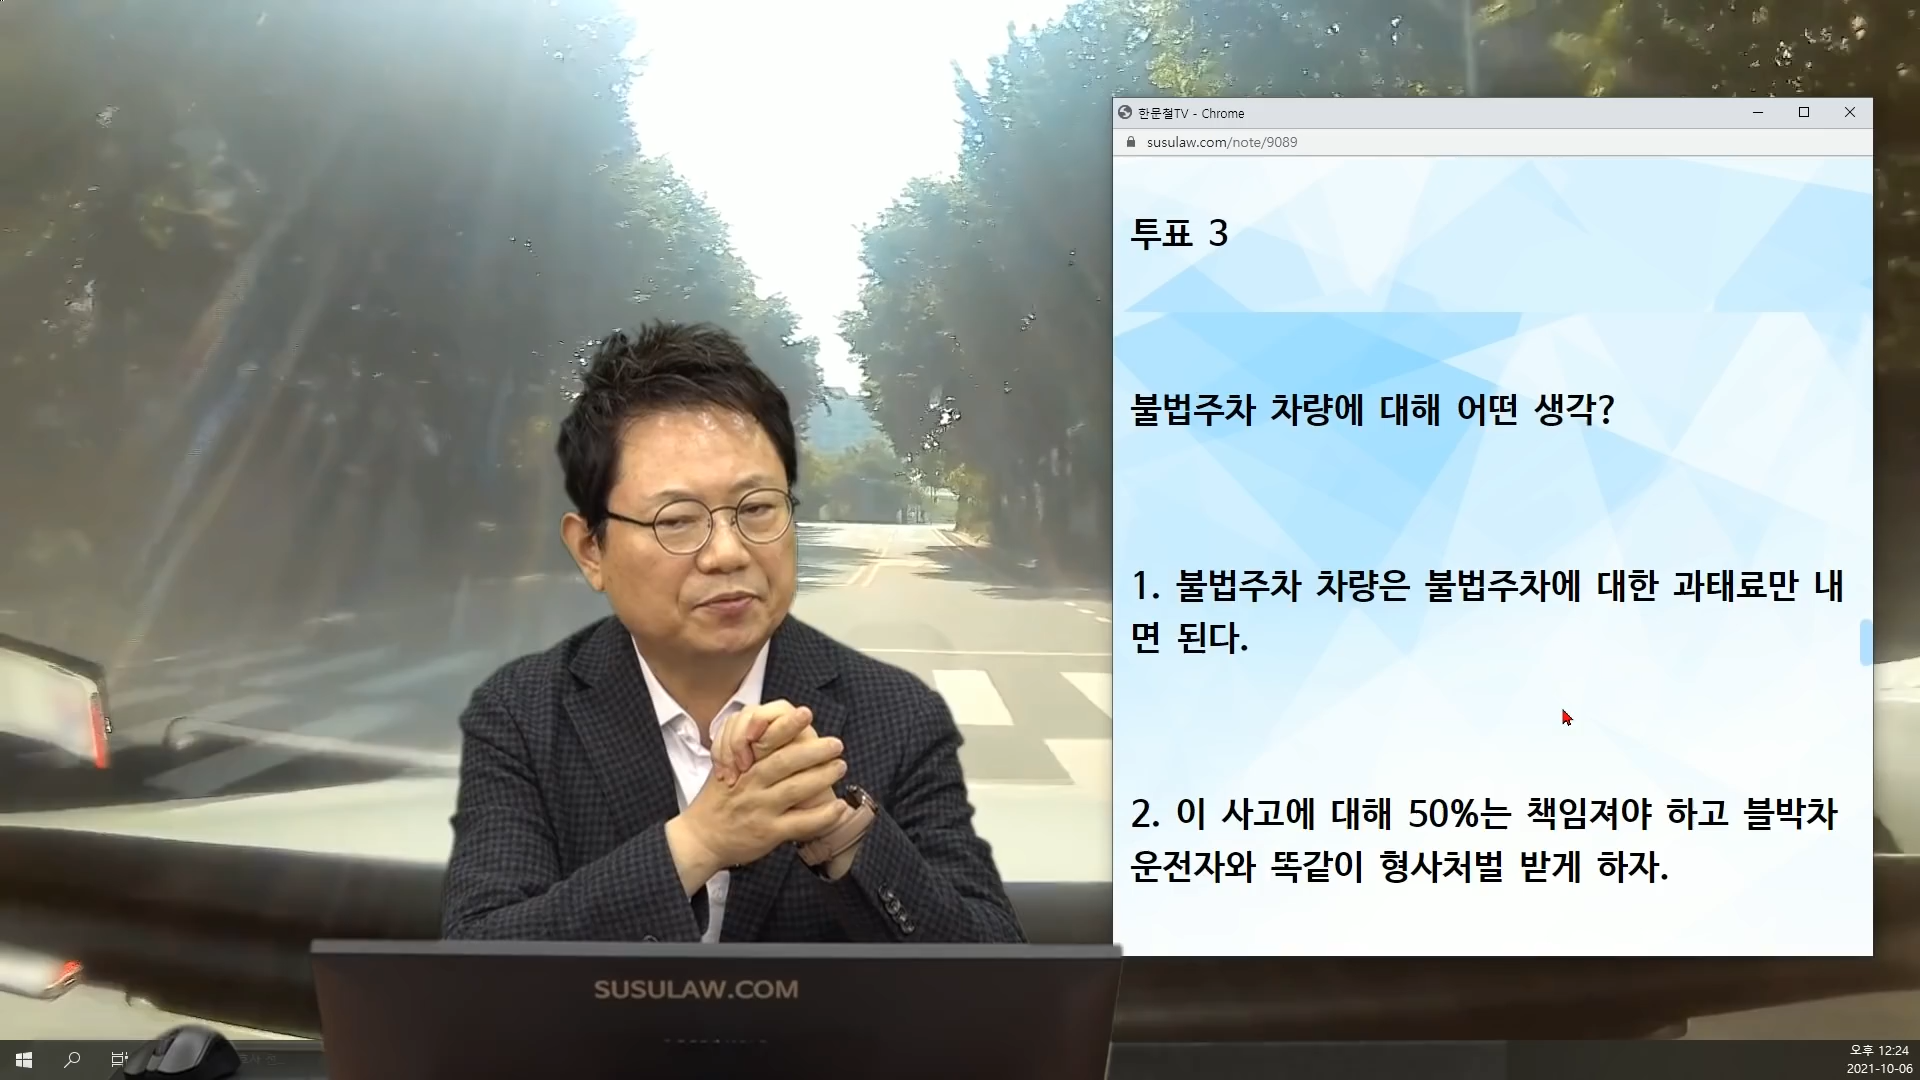 한문철TV - Chrome
susulaw.com/note/9089
투표 3
불법주차 차량에 대해 어떤 생각?
1. 불법주차 차량은 불법주차에 대한 과태료만 내
면 된다.
2. 이 사고에 대해 50%는 책임져야 하고 블박차
운전자와 똑같이 형사처벌 받게 하자.
SUSULAW.COM
오후 12:24
2021-10-06